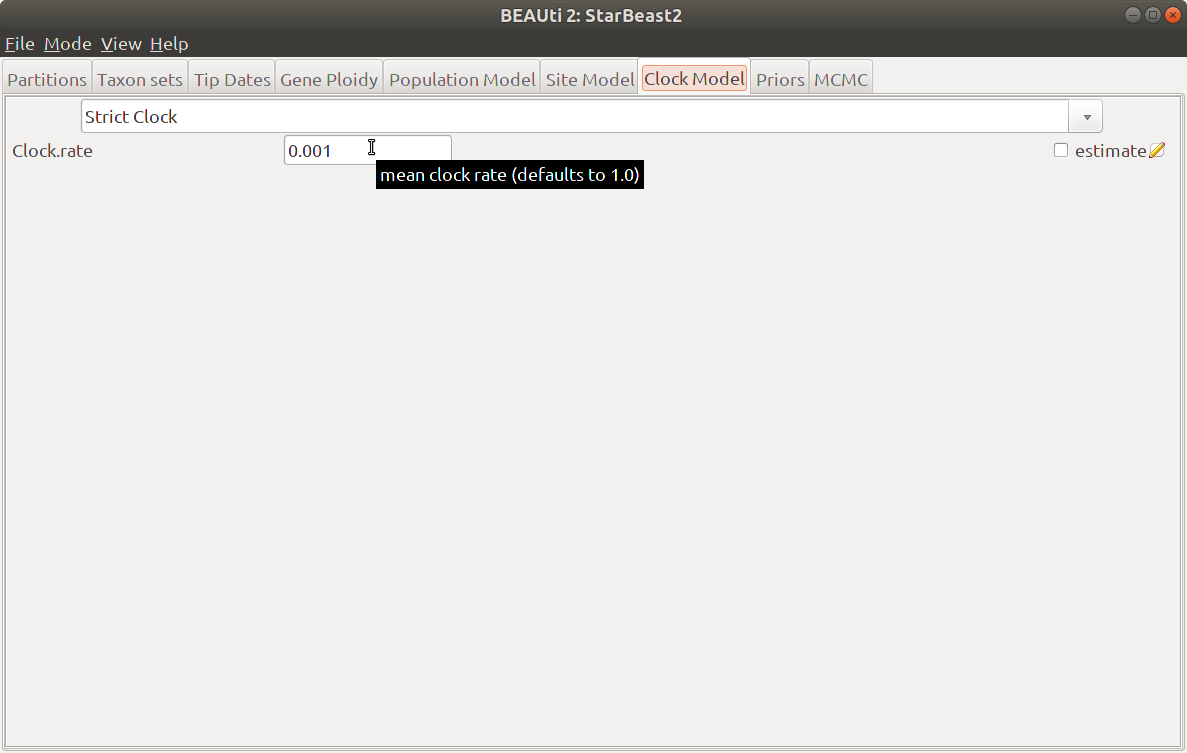 BEAUti 2: StarBeast2
File Mode View Help
Partitions Taxon sets Tip Dates Gene Ploidy Population Model Site Model Clock Model Priors MCMC
Strict Clock
Clock.rate 0.001 estimate
mean clock rate (defaults to 1.0)